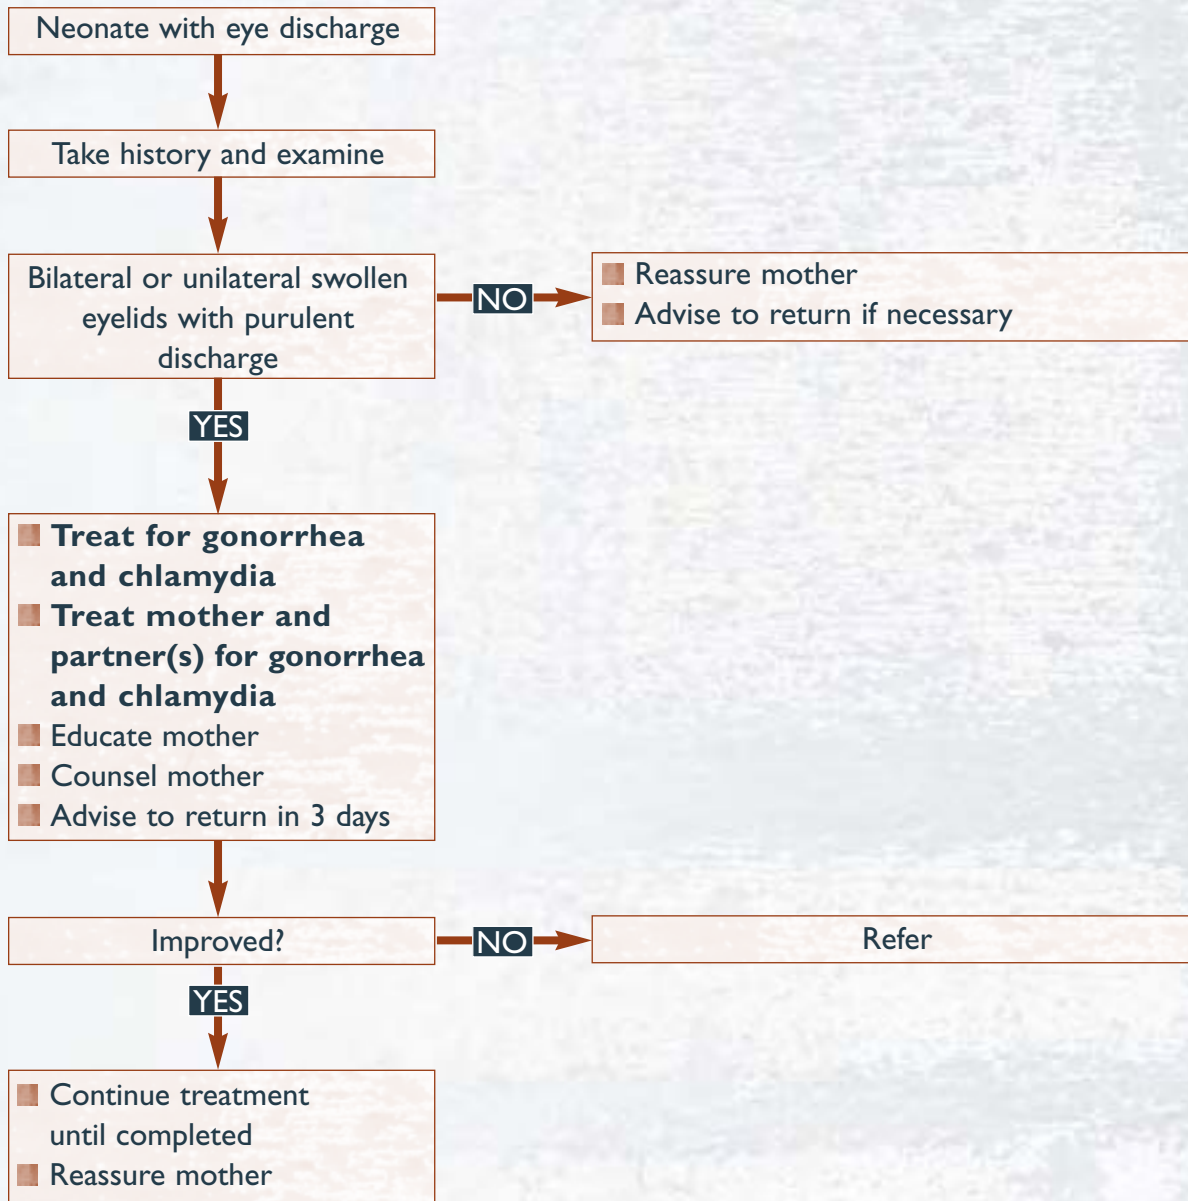 Neonate with eye discharge
Take history and examine
Bilateral or unilateral swollen
eyelids with purulent
discharge
NO
Reassure mother
Advise to return if necessary
YES
Treat for gonorrhea
and chlamydia
Treat mother and
partner(s) for gonorrhea
and chlamydia
Educate mother
Counsel mother
Advise to return in 3 days
Improved?
NO
Refer
YES
Continue treatment
until completed
Reassure mother